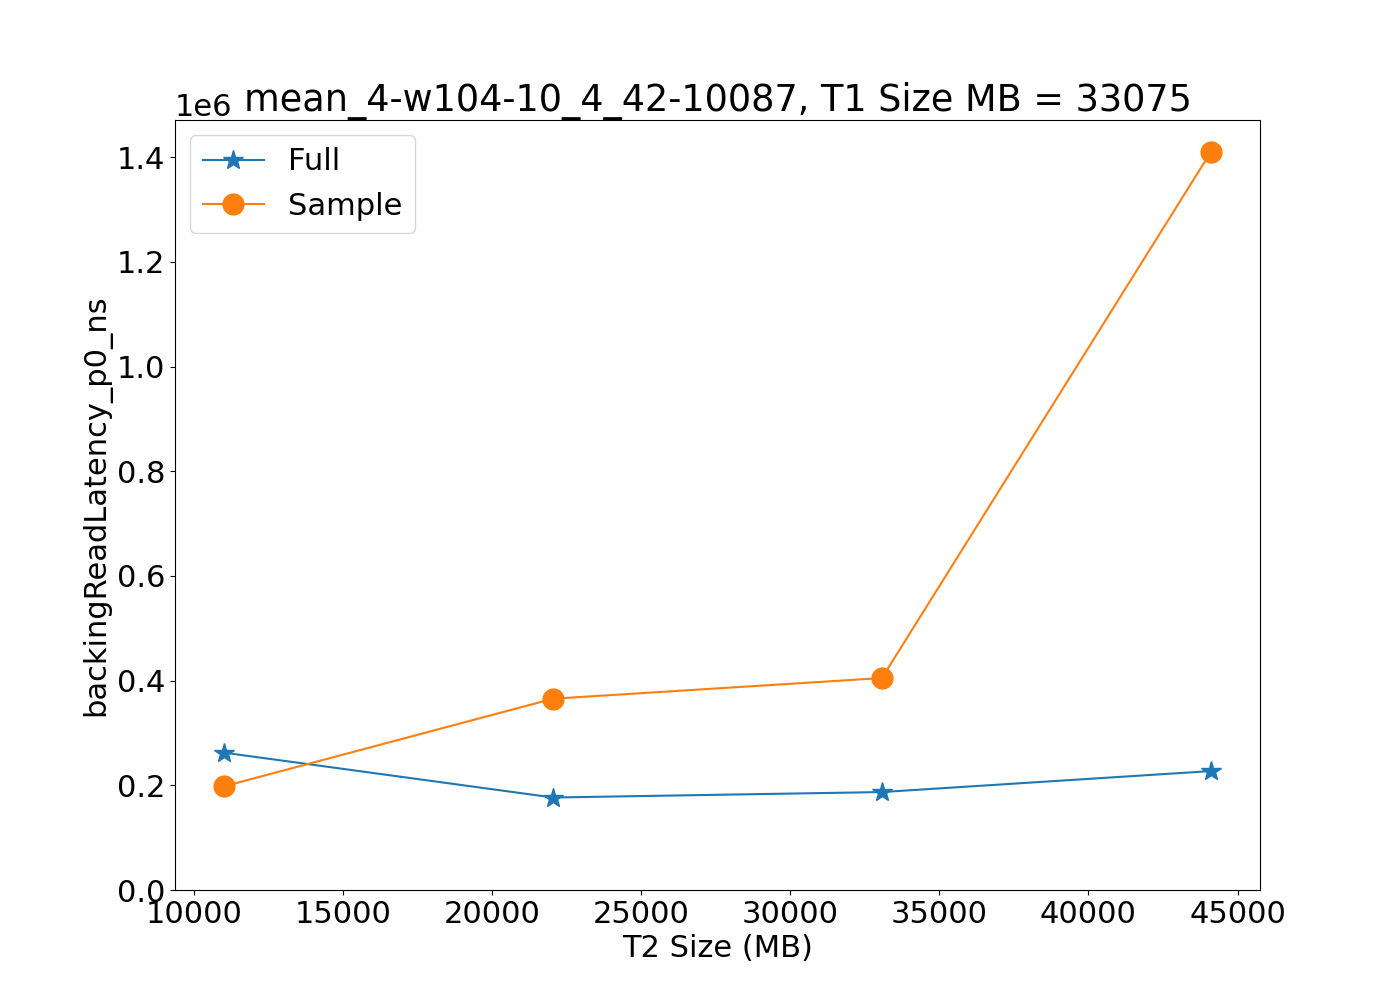 1e6 mean_4-w104-10_4_42-10087, T1 Size MB = 33075
Full
Sample
1.4
1.2
1.0
0.8
0.6
0.4
0.2
0.0
backingReadLatency_p0_ns
10000 15000 20000 25000 30000 35000 40000 45000
T2 Size (MB)